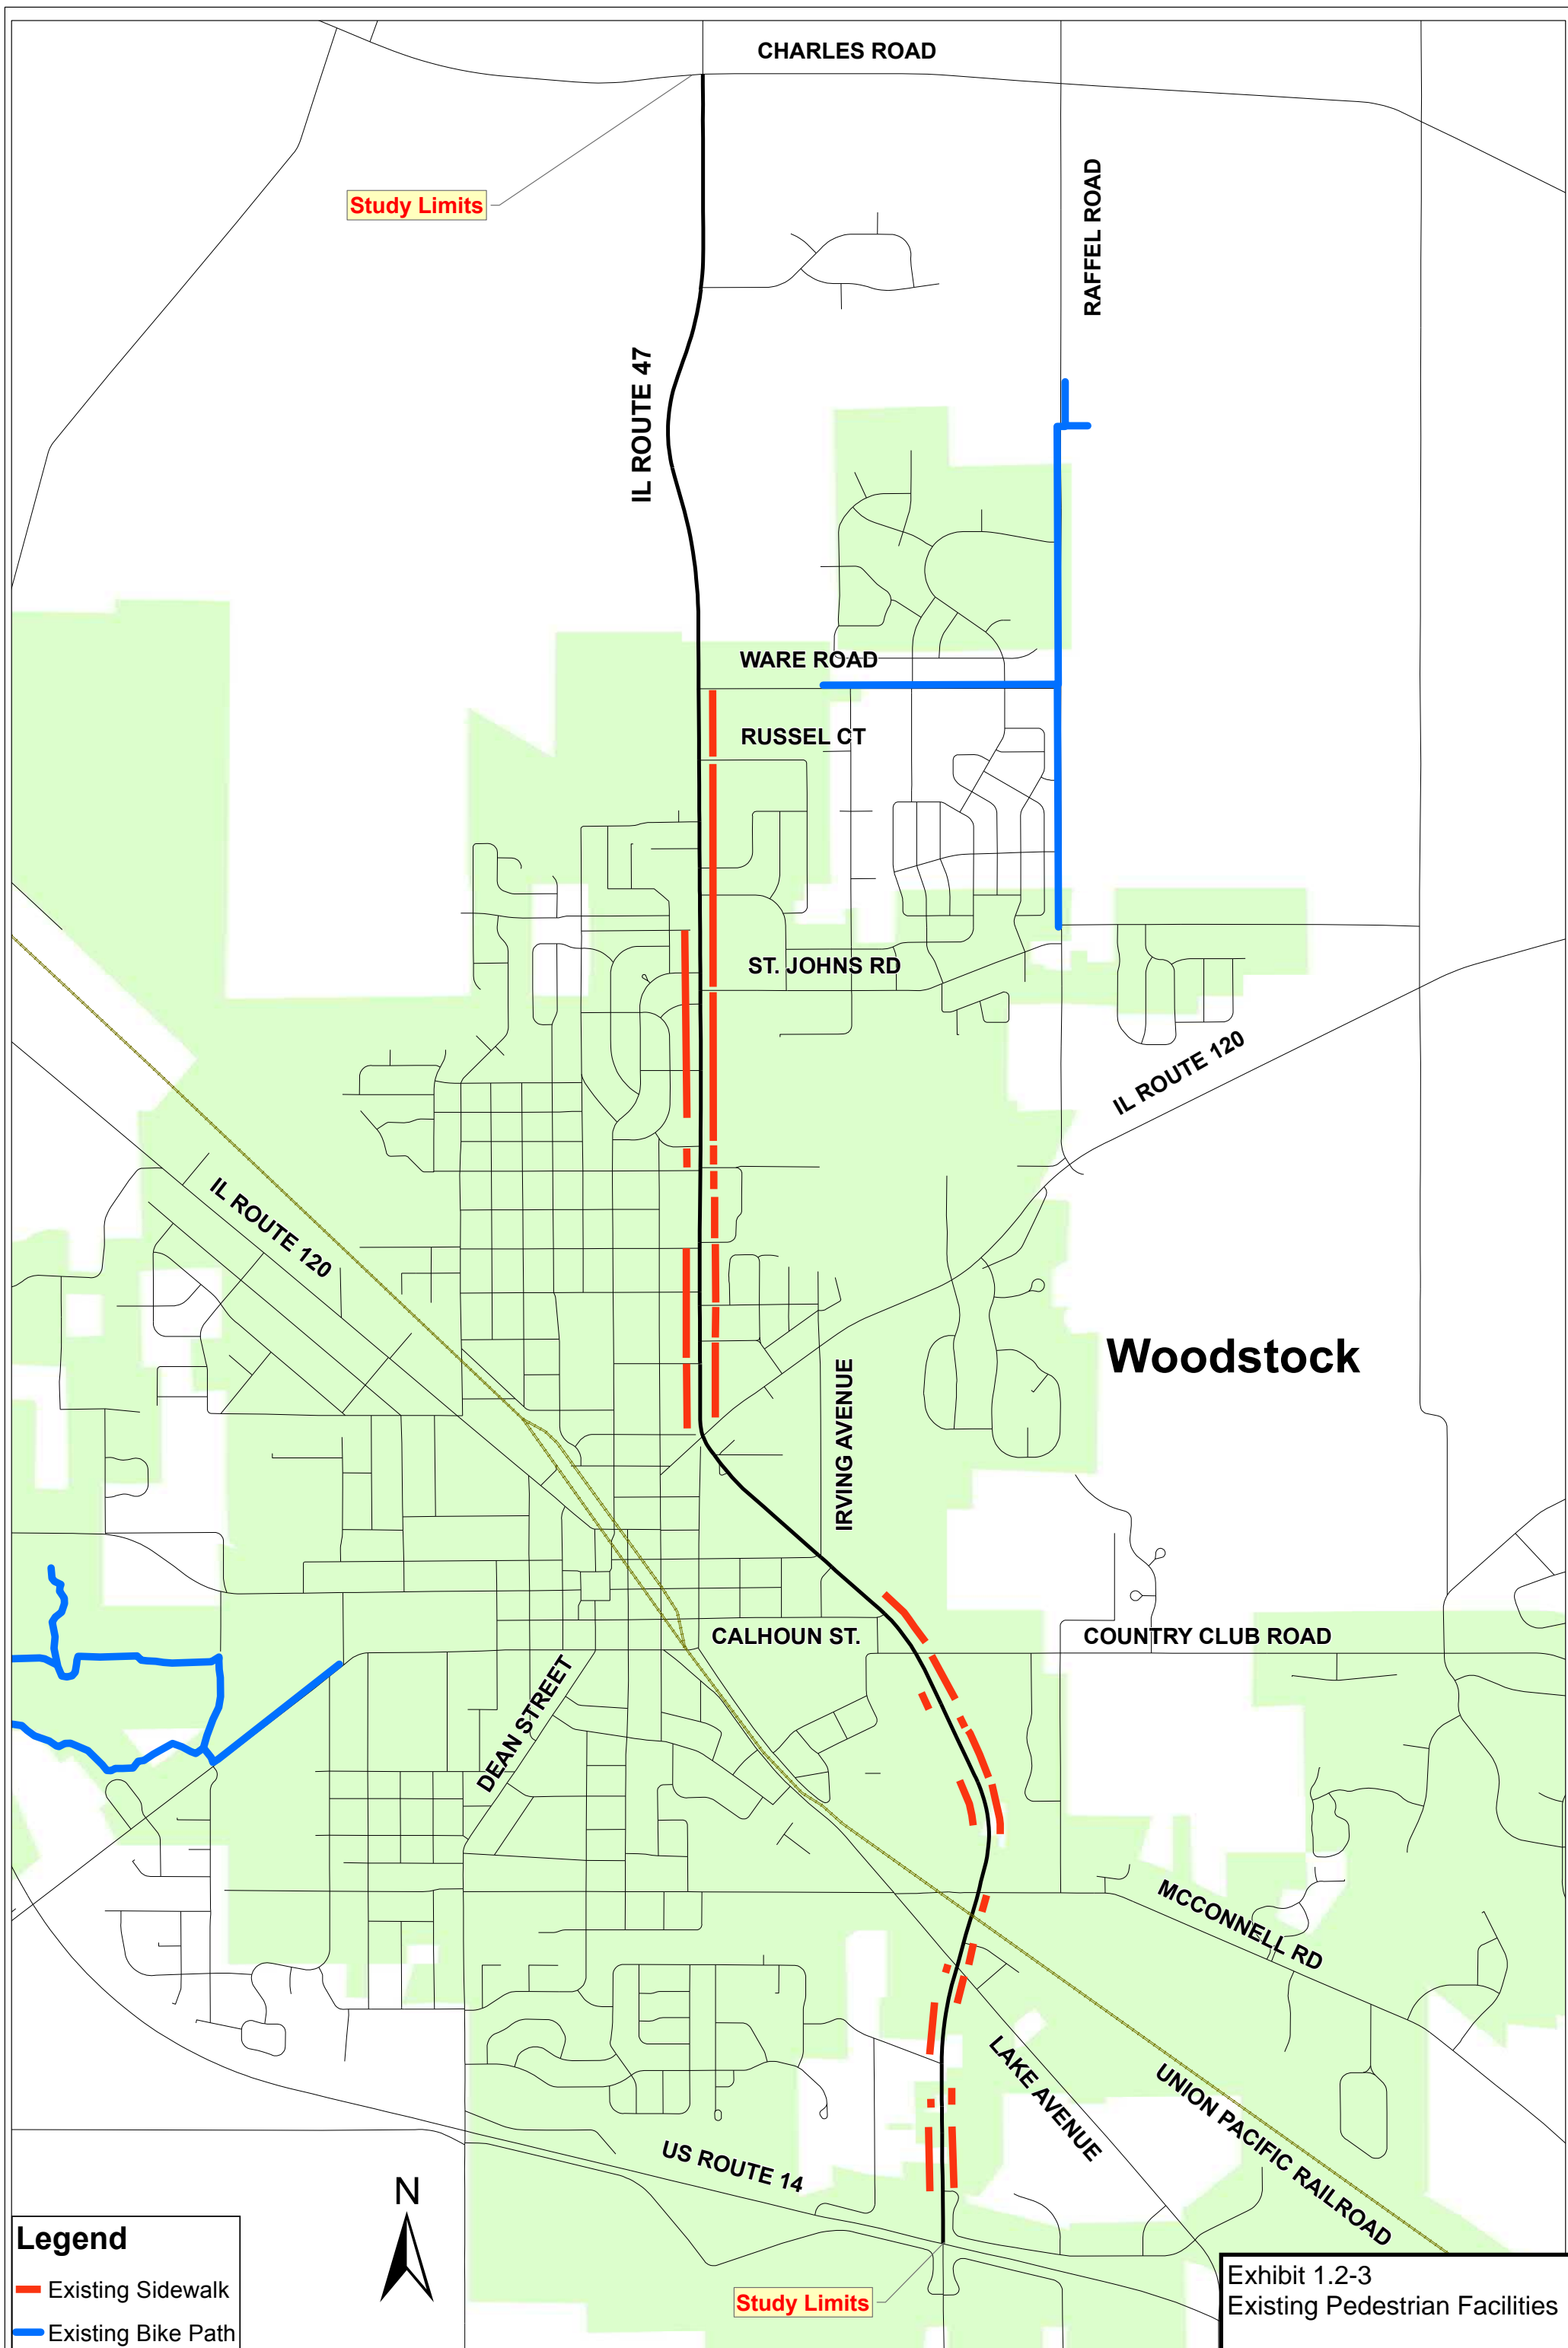 CHARLES ROAD
Study Limits
RAFFEL ROAD
IL ROUTE 47
WARE ROAD
RUSSEL CT
ST. JOHNS RD
IL ROUTE 120
IL ROUTE 120
Woodstock
IRVING AVENUE
CALHOUN ST.
COUNTRY CLUB ROAD
DEAN STREET
MCCONNELL RD
LAKE AVENUE
UNION PACIFIC RAILROAD
US ROUTE 14
N
Legend
Existing Sidewalk
Existing Bike Path
Study Limits
Exhibit 1.2-3
Existing Pedestrian Facilities